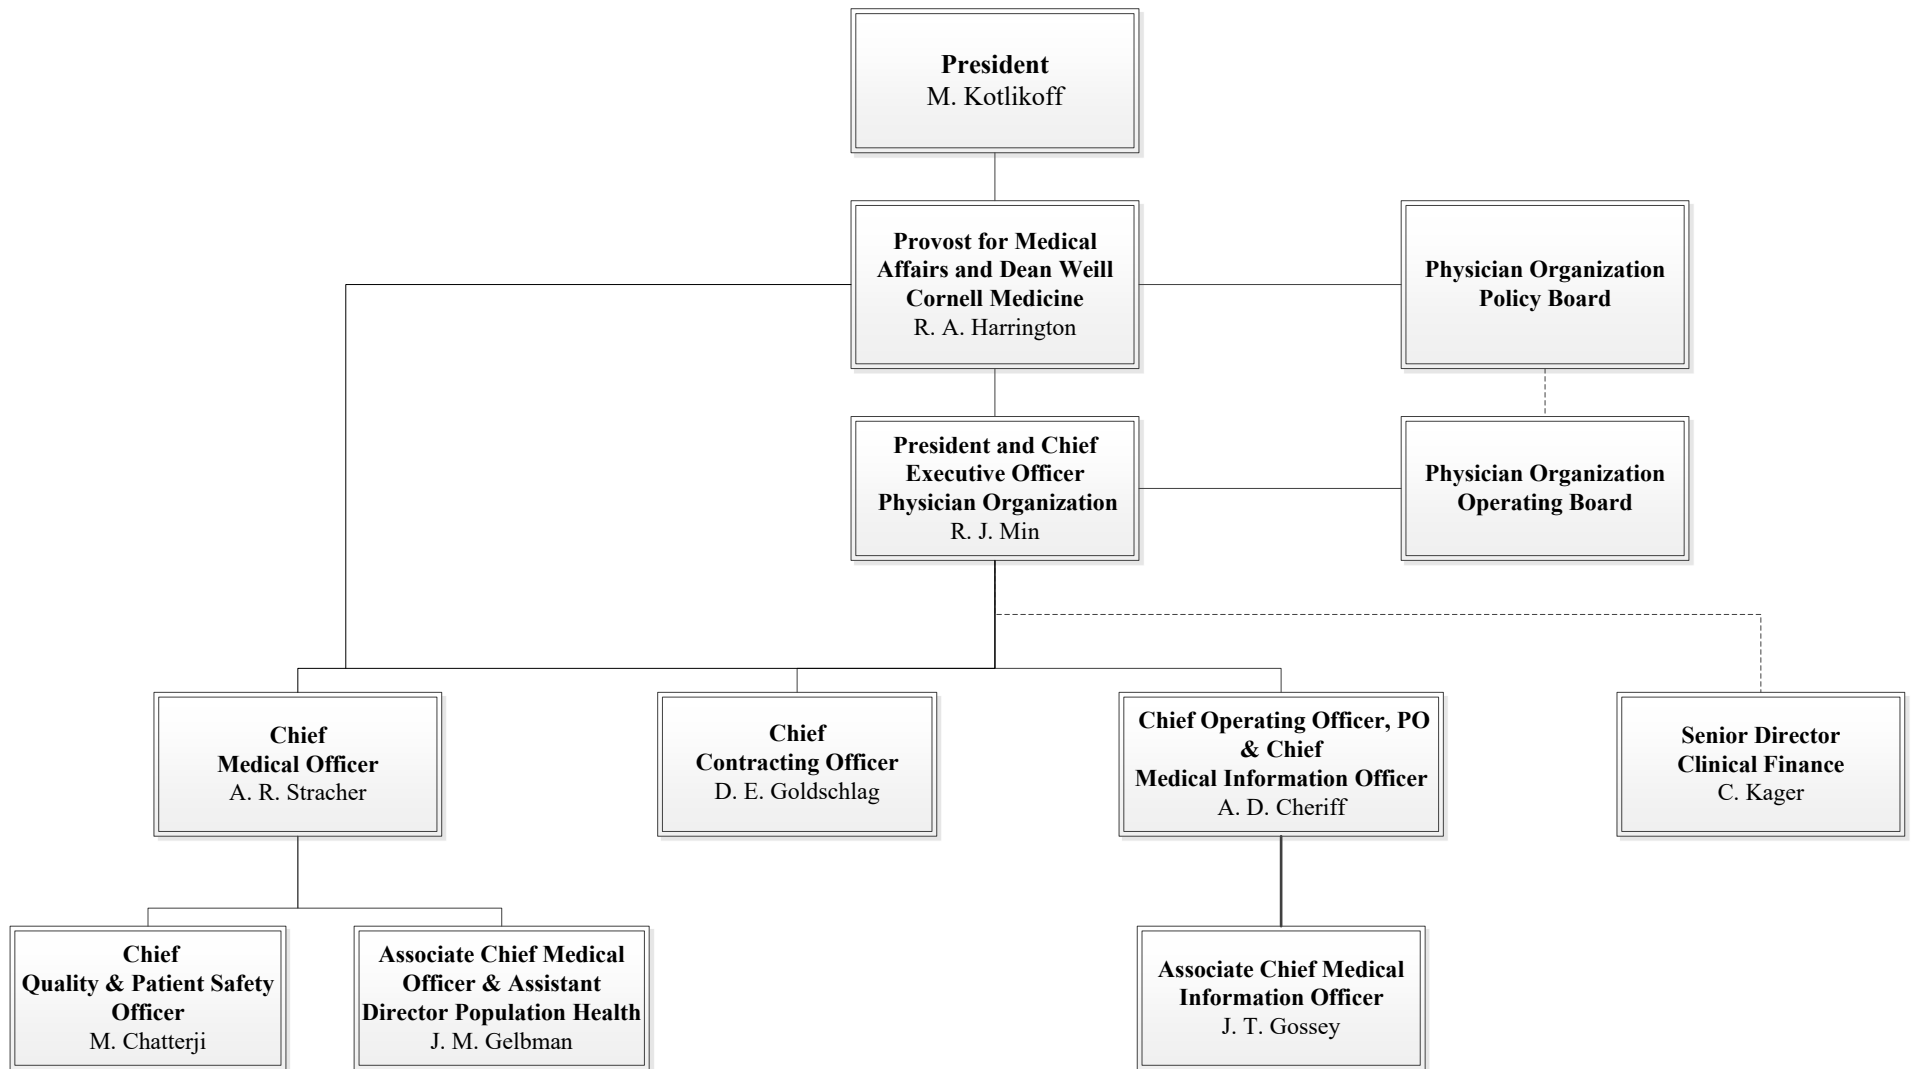 President
M. Kotlikoff
Provost for Medical
Affairs and Dean Weill
Cornell Medicine
R. A. Harrington
Physician Organization
Policy Board
President and Chief
Executive Officer
Physician Organization
R. J. Min
Physician Organization
Operating Board
Chief
Medical Officer
A. R. Stracher
Chief
Contracting Officer
D. E. Goldschlag
Chief Operating Officer, PO
& Chief
Medical Information Officer
A. D. Cheriff
Senior Director
Clinical Finance
C. Kager
Chief
Quality & Patient Safety
Officer
M. Chatterji
Associate Chief Medical
Officer & Assistant
Director Population Health
J. M. Gelbman
Associate Chief Medical
Information Officer
J. T. Gossey